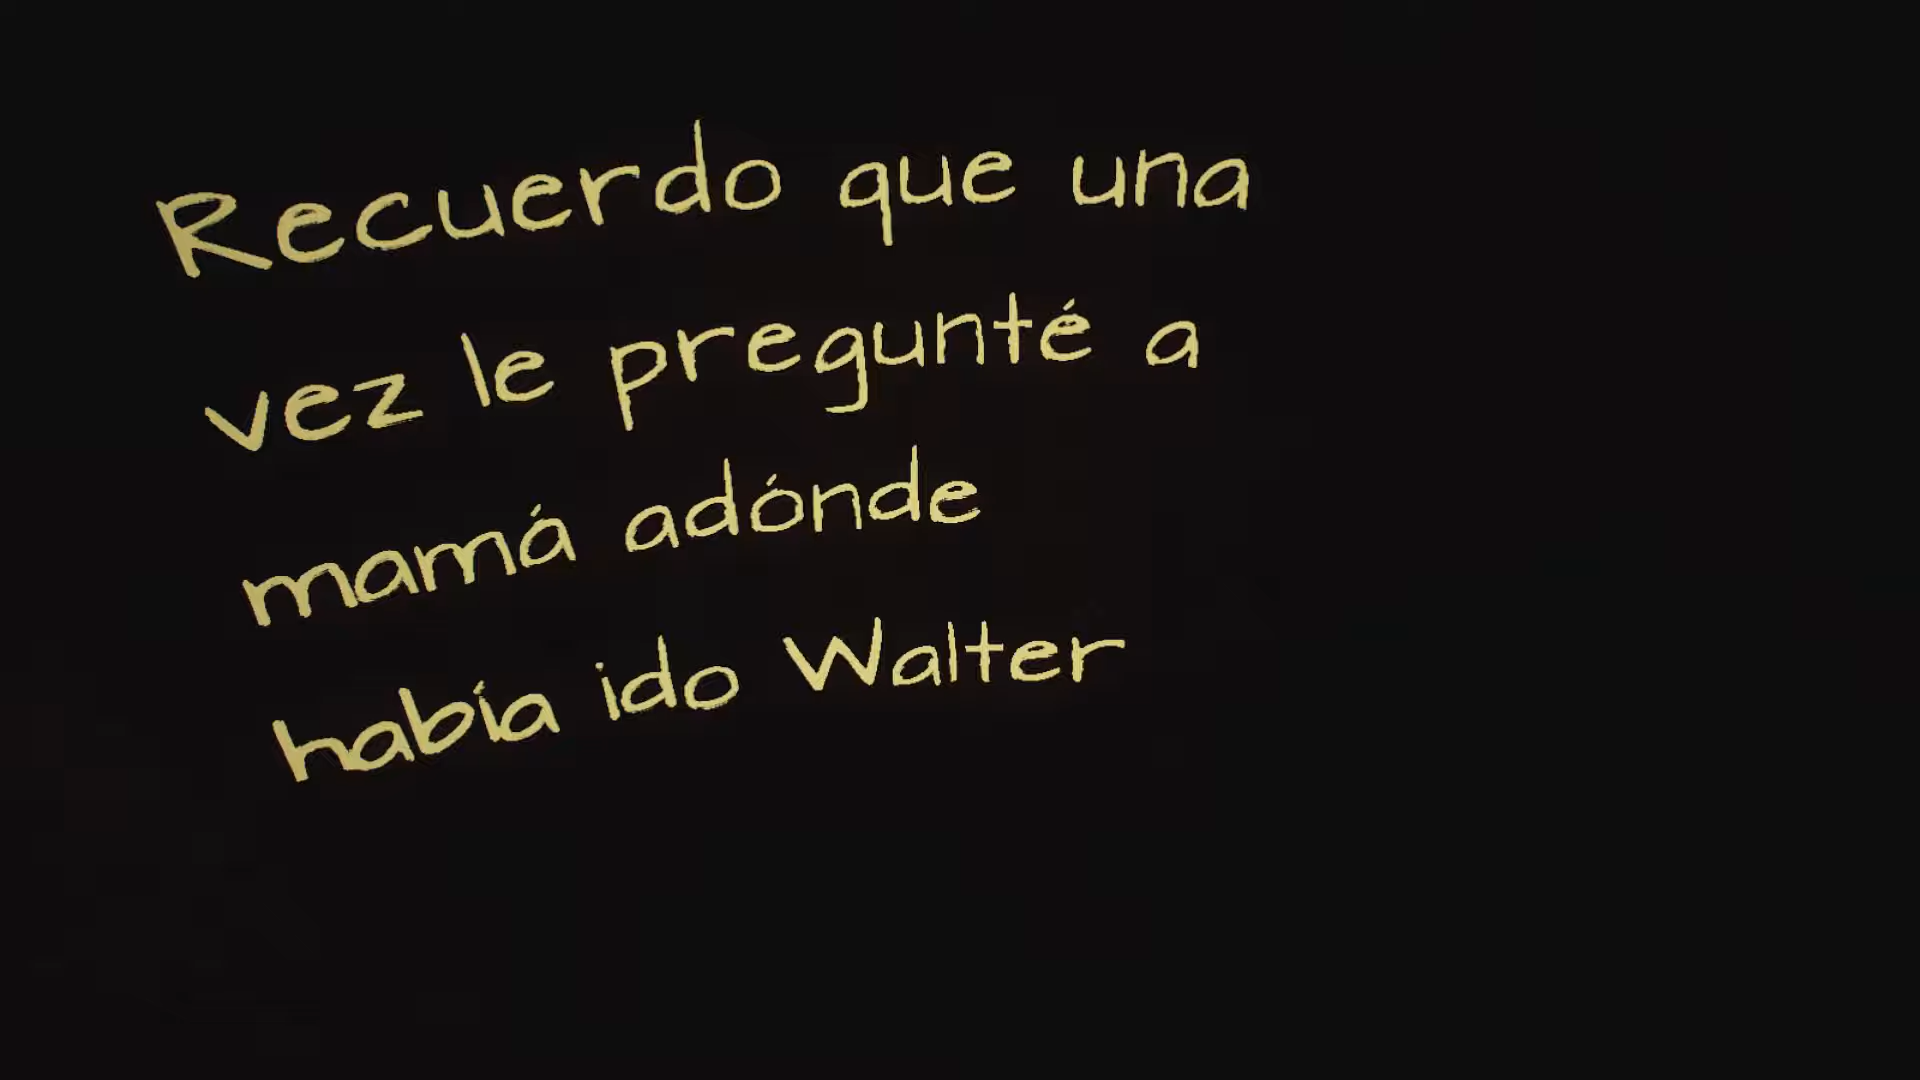 Recuerdo que una
vez le pregunté a
mamá adónde
había ido Walter